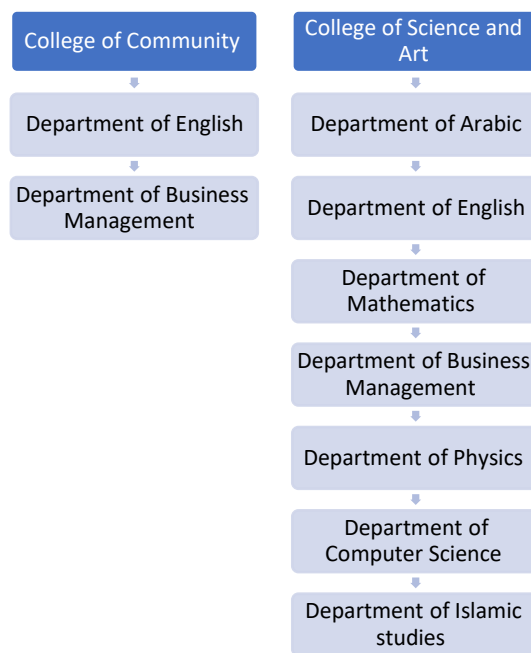 College of Community
Department of English
Department of Business
Management
College of Science and
Art
Department of Arabic
Department of English
Department of
Mathematics
Department of Business
Management
Department of Physics
Department of
Computer Science
Department of Islamic
studies